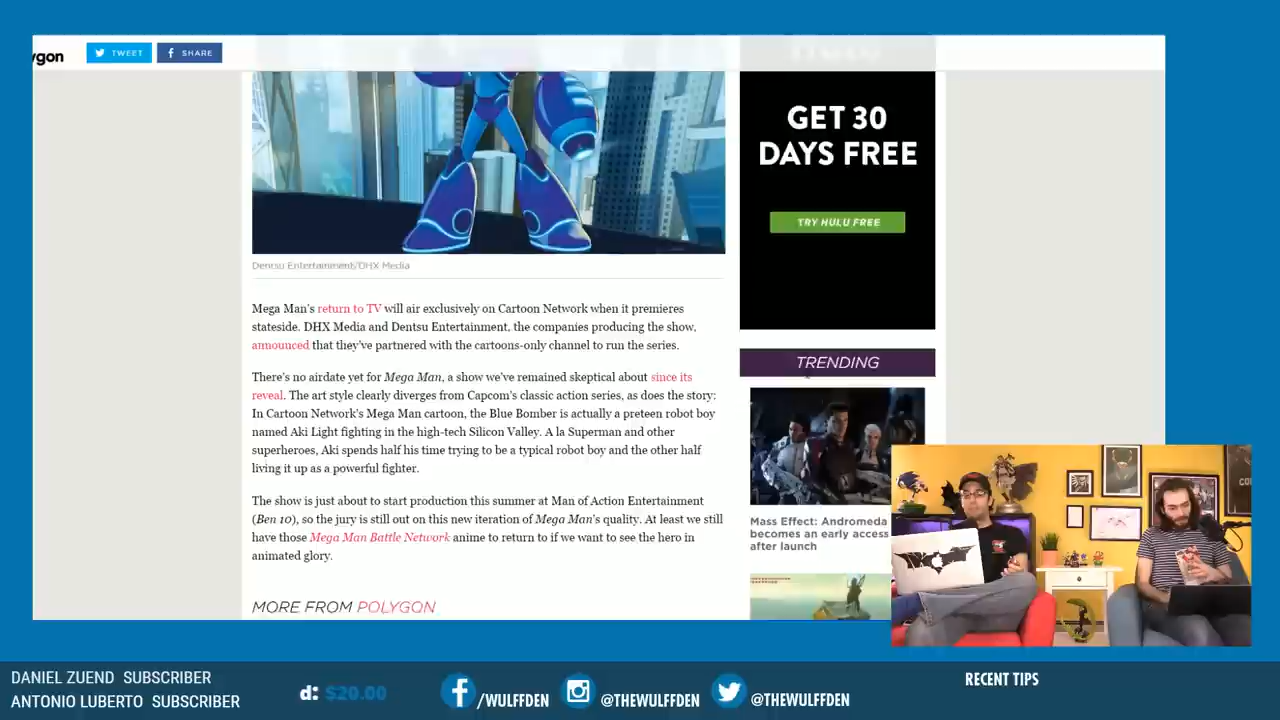 ygon
TWEET
SHARE
GET 30
DAYS FREE
TRY HULU FREE
Dentsu Entertainment/DHX Media
Mega Man's return to TV will air exclusively on Cartoon Network when it premieres
stateside. DHX Media and Dentsu Entertainment, the companies producing the show,
announced that they've partnered with the cartoons-only channel to run the series.
There's no airdate yet for Mega Man, a show we've remained skeptical about since its
reveal. The art style clearly diverges from Capcom's classic action series, as does the story:
In Cartoon Network's Mega Man cartoon, the Blue Bomber is actually a preteen robot boy
named Aki Light fighting in the high-tech Silicon Valley. A la Superman and other
superheroes, Aki spends half his time trying to be a typical robot boy and the other half
living it up as a powerful fighter.
The show is just about to start production this summer at Man of Action Entertainment
(Ben 10), so the jury is still out on this new iteration of Mega Man's quality. At least we still
have those Mega Man Battle Network anime to return to if we want to see the hero in
animated glory.
MORE FROM POLYGON
TRENDING
Mass Effect: Andromeda
becomes an early access
after launch
DANIEL ZUEND SUBSCRIBER
ANTONIO LUBERTO SUBSCRIBER
d: $20.00
/WULFFDEN
@THEWULFFDEN
@THEWULFFDEN
RECENT TIPS